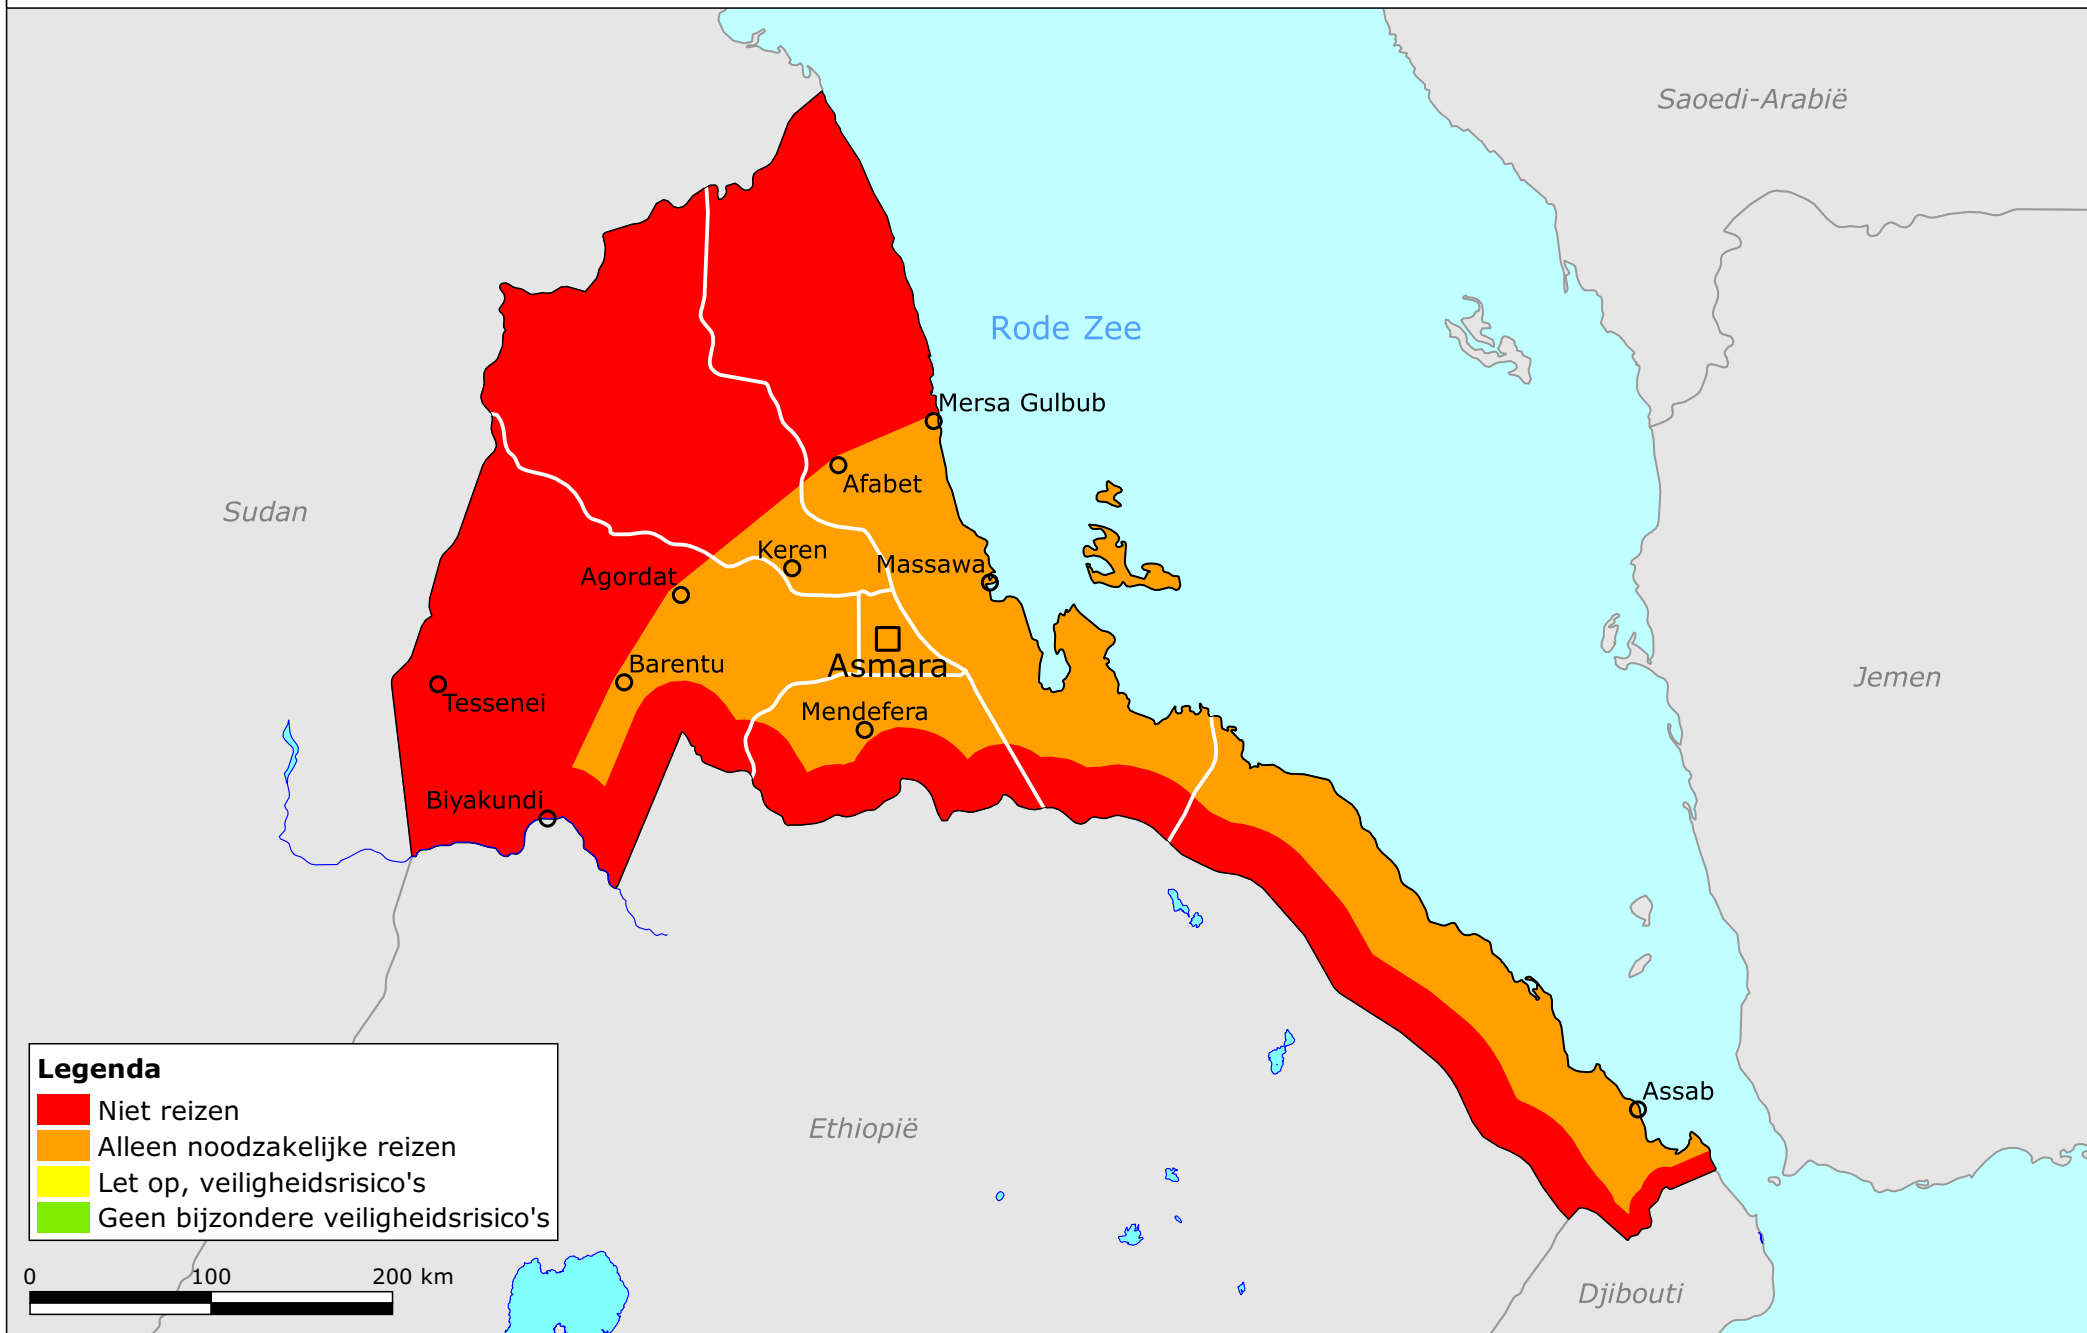 Saoedi-Arabië
Rode Zee
Mersa Gulbub
Afabet
Sudan
Keren
Massawa
Agordat
Barentu
Asmara
Jemen
Tessenei
Mendefera
Biyakundi
Assab
Ethiopië
Djibouti
Legenda
Niet reizen
Alleen noodzakelijke reizen
Let op, veiligheidsrisico's
Geen bijzondere veiligheidsrisico's
0 100 200 km